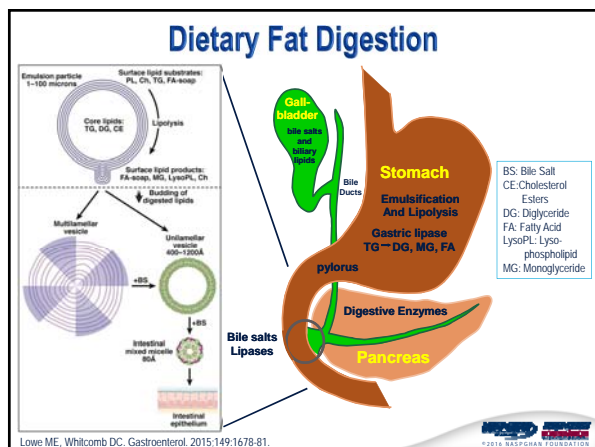 Dietary Fat Digestion
Emulsion particle
1–100 microns
Surface lipid substrates:
PL, Ch, TG, FA-soap
Core lipids:
TG, DG, CE
Lipolysis
Surface lipid products:
FA-soap, MG, LysoPL, Ch
Budding of
digested lipids
Multilamellar
vesicle
Unilamellar
vesicle
400–1200Å
+BS
+BS
Intestinal
mixed micelle
80Å
Intestinal
epithelium
Gall-
bladder
bile salts
and
biliary
lipids
Bile
Ducts
Stomach
Emulsification
And Lipolysis
Gastric lipase
TG→DG, MG, FA
pylorus
Digestive Enzymes
Bile salts
Lipases
Pancreas
BS: Bile Salt
CE:Cholesterol
Esters
DG: Diglyceride
FA: Fatty Acid
LysoPL: Lyso-
phospholipid
MG: Monoglyceride
Lowe ME, Whitcomb DC. Gastroenterol. 2015;149:1678-81.
©2016 NASPGHAN FOUNDATION